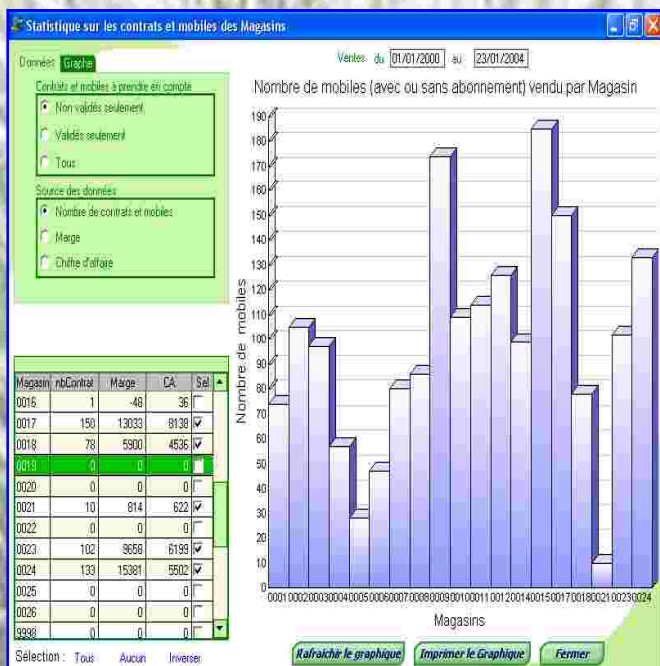 Statistique sur les contrats et mobiles des Magasins
Données Graphe
Contrats et mobiles à prendre en compte
Non validés seulement
Validés seulement
Tous
Source des données
Nombre de contrats et mobiles
Marge
Chiffre d'affaire
Magasin nbContrat Marge CA Sel
0016 1 -48 36
0017 150 13033 8138
0018 78 5900 4536
0019 0 0 0
0020 0 0 0
0021 10 814 622
0022 0 0 0
0023 102 9658 6199
0024 133 15381 5502
0025 0 0 0
0026 0 0 0
9998 0 0 0
Sélection : Tous Aucun Inverser
Ventes du 01/01/2000 au 23/01/2004
Nombre de mobiles (avec ou sans abonnement) vendu par Magasin
Nombre de mobiles
190
180
170
160
150
140
130
120
110
100
90
80
70
60
50
40
30
20
10
0
0001 0002 0003 0004 0005 0006 0007 0008 0009 0010 0011 0012 0014 0015 0017 0018 0021 0023 0024
Magasins
Rafraichir le graphique Imprimer le Graphique Fermer